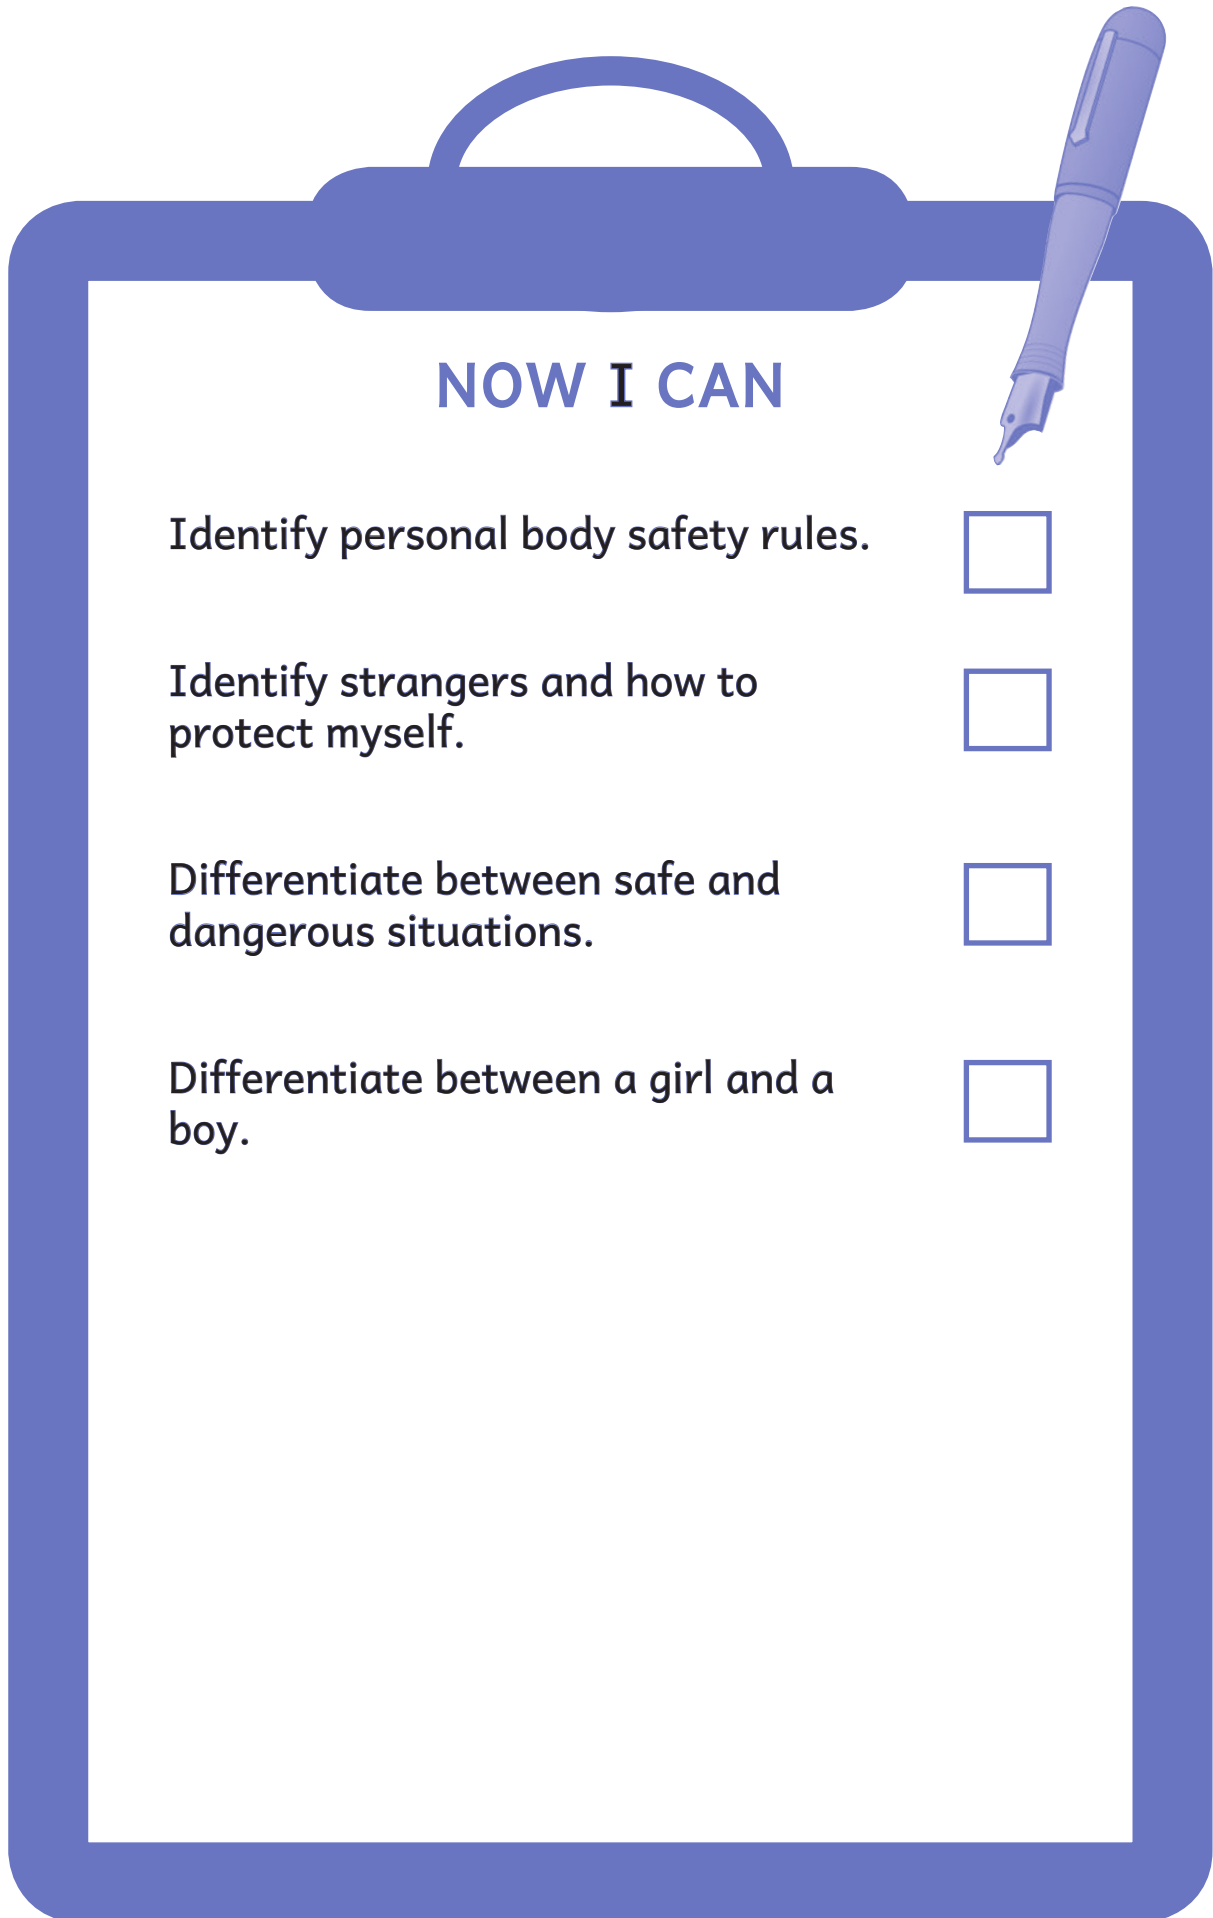 NOW I CAN
Identify personal body safety rules.
Identify strangers and how to
protect myself.
Differentiate between safe and
dangerous situations.
Differentiate between a girl and a
boy.